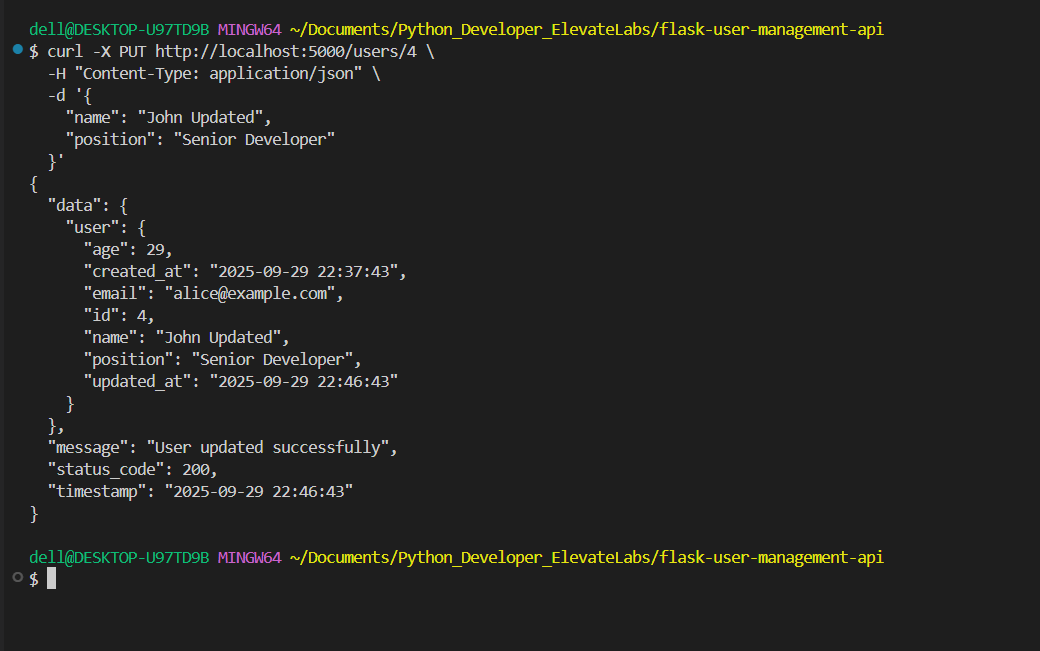 dell@DESKTOP-U97TD9B MINGW64 ~/Documents/Python_Developer_ElevateLabs/flask-user-management-api
$ curl -X PUT http://localhost:5000/users/4 \
  -H "Content-Type: application/json" \
  -d '{
    "name": "John Updated",
    "position": "Senior Developer"
  }'
{
  "data": {
    "user": {
      "age": 29,
      "created_at": "2025-09-29 22:37:43",
      "email": "alice@example.com",
      "id": 4,
      "name": "John Updated",
      "position": "Senior Developer",
      "updated_at": "2025-09-29 22:46:43"
    }
  },
  "message": "User updated successfully",
  "status_code": 200,
  "timestamp": "2025-09-29 22:46:43"
}
dell@DESKTOP-U97TD9B MINGW64 ~/Documents/Python_Developer_ElevateLabs/flask-user-management-api
$